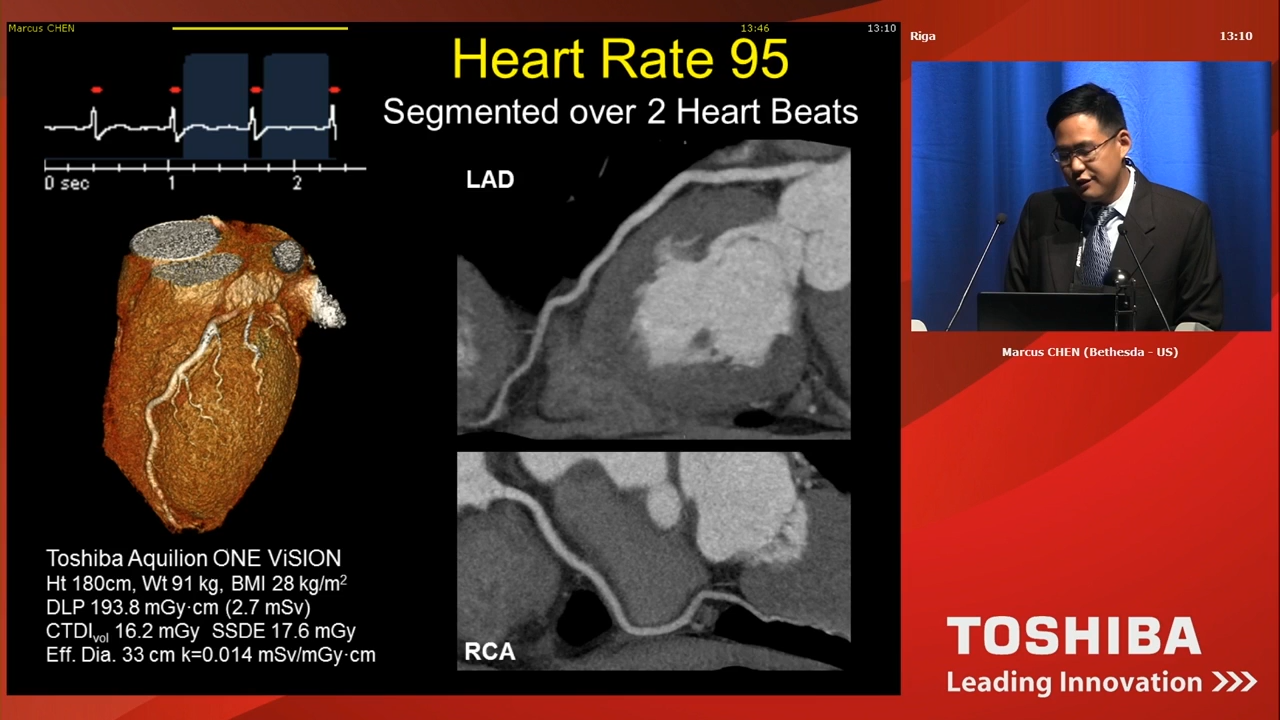 Marcus CHEN
13:46
13:10
Heart Rate 95
Segmented over 2 Heart Beats
0 sec 1 2
LAD
RCA
Toshiba Aquilion ONE ViSION
Ht 180cm, Wt 91 kg, BMI 28 kg/m²
DLP 193.8 mGy·cm (2.7 mSv)
CTDIvol 16.2 mGy SSDE 17.6 mGy
Eff. Dia. 33 cm k=0.014 mSv/mGy·cm
Riga
13:10
Marcus CHEN (Bethesda - US)
TOSHIBA
Leading Innovation >>>